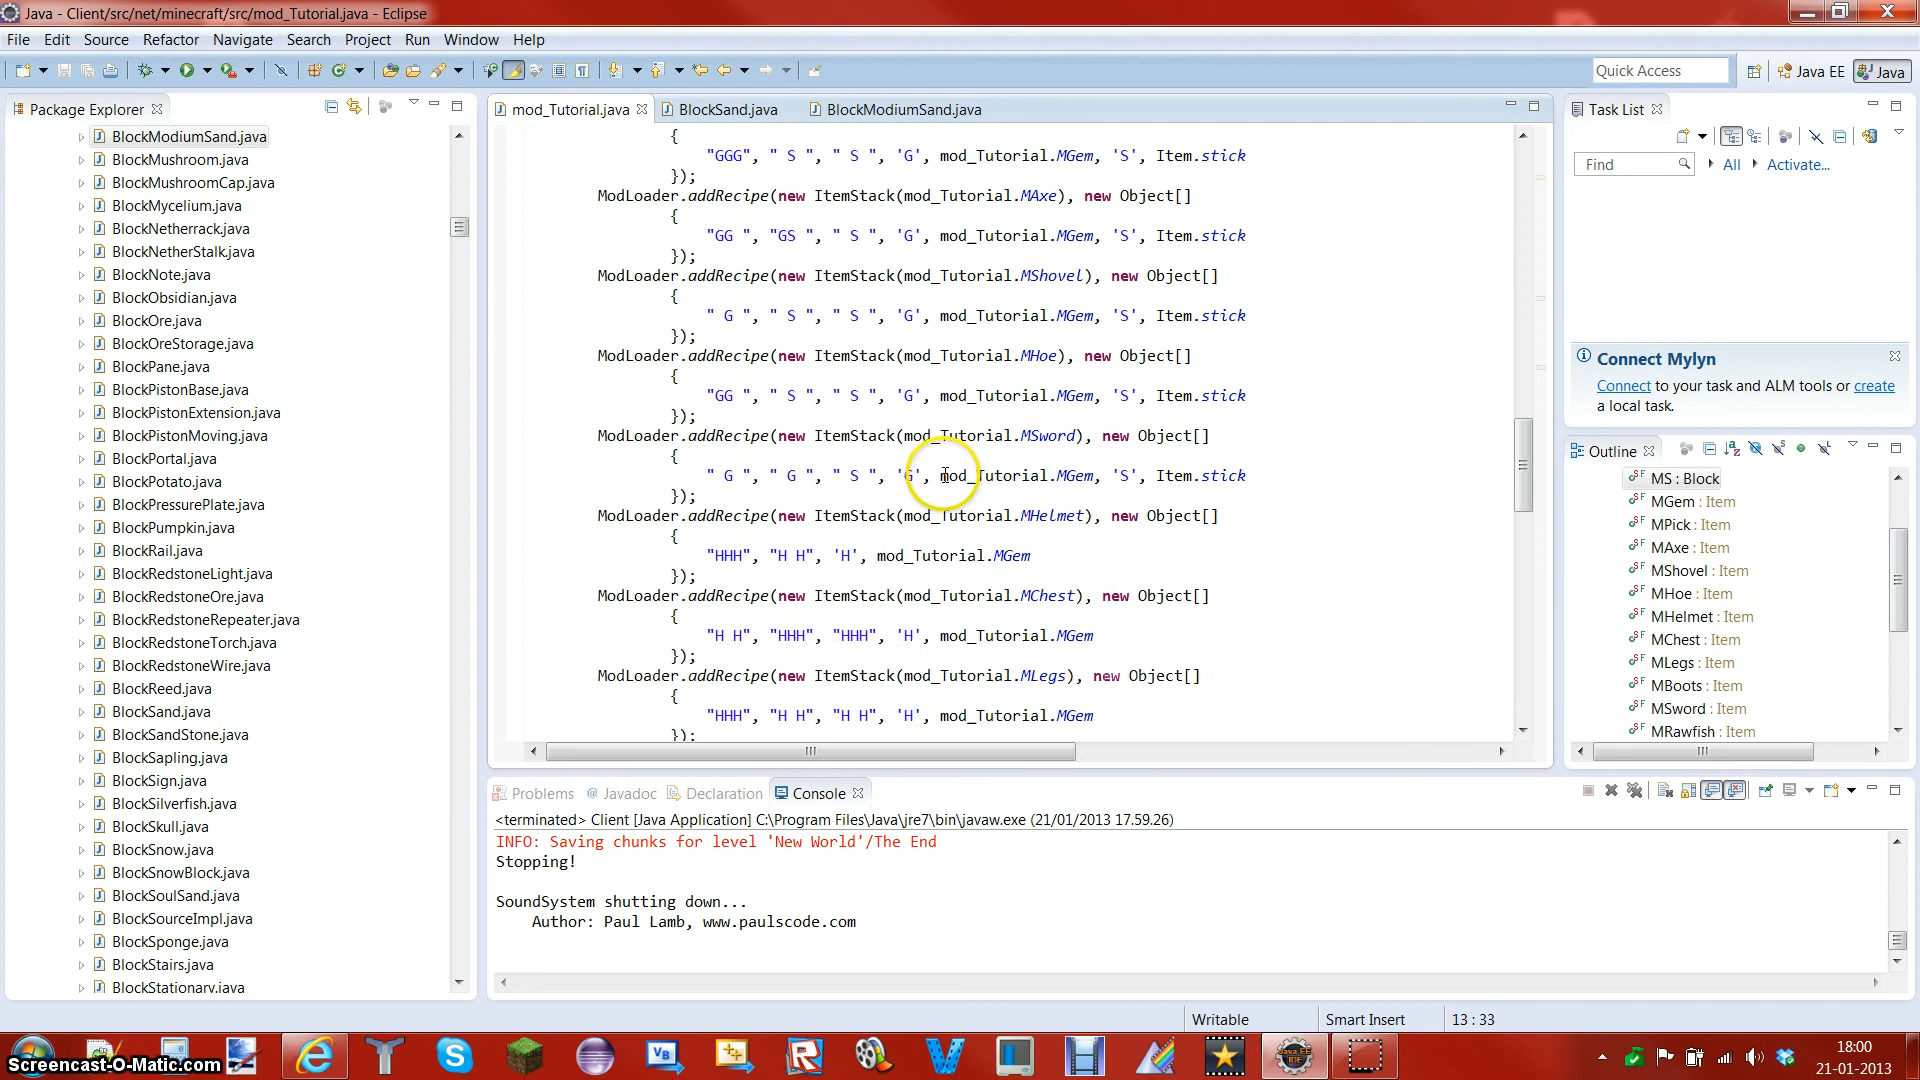 Java - Client/src/net/minecraft/src/mod_Tutorial.java - Eclipse
File Edit Source Refactor Navigate Search Project Run Window Help
Quick Access Java EE Java
Package Explorer
BlockModiumSand.java
BlockMushroom.java
BlockMushroomCap.java
BlockMycelium.java
BlockNetherrack.java
BlockNetherStalk.java
BlockNote.java
BlockObsidian.java
BlockOre.java
BlockOreStorage.java
BlockPane.java
BlockPistonBase.java
BlockPistonExtension.java
BlockPistonMoving.java
BlockPortal.java
BlockPotato.java
BlockPressurePlate.java
BlockPumpkin.java
BlockRail.java
BlockRedstoneLight.java
BlockRedstoneOre.java
BlockRedstoneRepeater.java
BlockRedstoneTorch.java
BlockRedstoneWire.java
BlockReed.java
BlockSand.java
BlockSandStone.java
BlockSapling.java
BlockSign.java
BlockSilverfish.java
BlockSkull.java
BlockSnow.java
BlockSnowBlock.java
BlockSoulSand.java
BlockSourceImpl.java
BlockSponge.java
BlockStairs.java
BlockStationary.java
mod_Tutorial.java BlockSand.java BlockModiumSand.java
{
"GGG", " S ", " S ", 'G', mod_Tutorial.MGem, 'S', Item.stick
});
ModLoader.addRecipe(new ItemStack(mod_Tutorial.MAxe), new Object[]
{
"GG ", "GS ", " S ", 'G', mod_Tutorial.MGem, 'S', Item.stick
});
ModLoader.addRecipe(new ItemStack(mod_Tutorial.MShovel), new Object[]
{
" G ", " S ", " S ", 'G', mod_Tutorial.MGem, 'S', Item.stick
});
ModLoader.addRecipe(new ItemStack(mod_Tutorial.MHoe), new Object[]
{
"GG ", " S ", " S ", 'G', mod_Tutorial.MGem, 'S', Item.stick
});
ModLoader.addRecipe(new ItemStack(mod_Tutorial.MSword), new Object[]
{
" G ", " G ", " S ", 'G', mod_Tutorial.MGem, 'S', Item.stick
});
ModLoader.addRecipe(new ItemStack(mod_Tutorial.MHelmet), new Object[]
{
"HHH", "H H", 'H', mod_Tutorial.MGem
});
ModLoader.addRecipe(new ItemStack(mod_Tutorial.MChest), new Object[]
{
"H H", "HHH", "HHH", 'H', mod_Tutorial.MGem
});
ModLoader.addRecipe(new ItemStack(mod_Tutorial.MLegs), new Object[]
{
"HHH", "H H", "H H", 'H', mod_Tutorial.MGem
});
Task List
Find All Activate...
Connect Mylyn
Connect to your task and ALM tools or create
a local task.
Outline
MS : Block
MGem : Item
MPick : Item
MAxe : Item
MShovel : Item
MHoe : Item
MHelmet : Item
MChest : Item
MLegs : Item
MBoots : Item
MSword : Item
MRawfish : Item
Problems Javadoc Declaration Console
<terminated> Client [Java Application] C:\Program Files\Java\jre7\bin\javaw.exe (21/01/2013 17.59.26)
INFO: Saving chunks for level 'New World'/The End
Stopping!
SoundSystem shutting down...
Author: Paul Lamb, www.paulscode.com
Writable Smart Insert 13 : 33
Screencast-O-Matic.com
18:00
21-01-2013